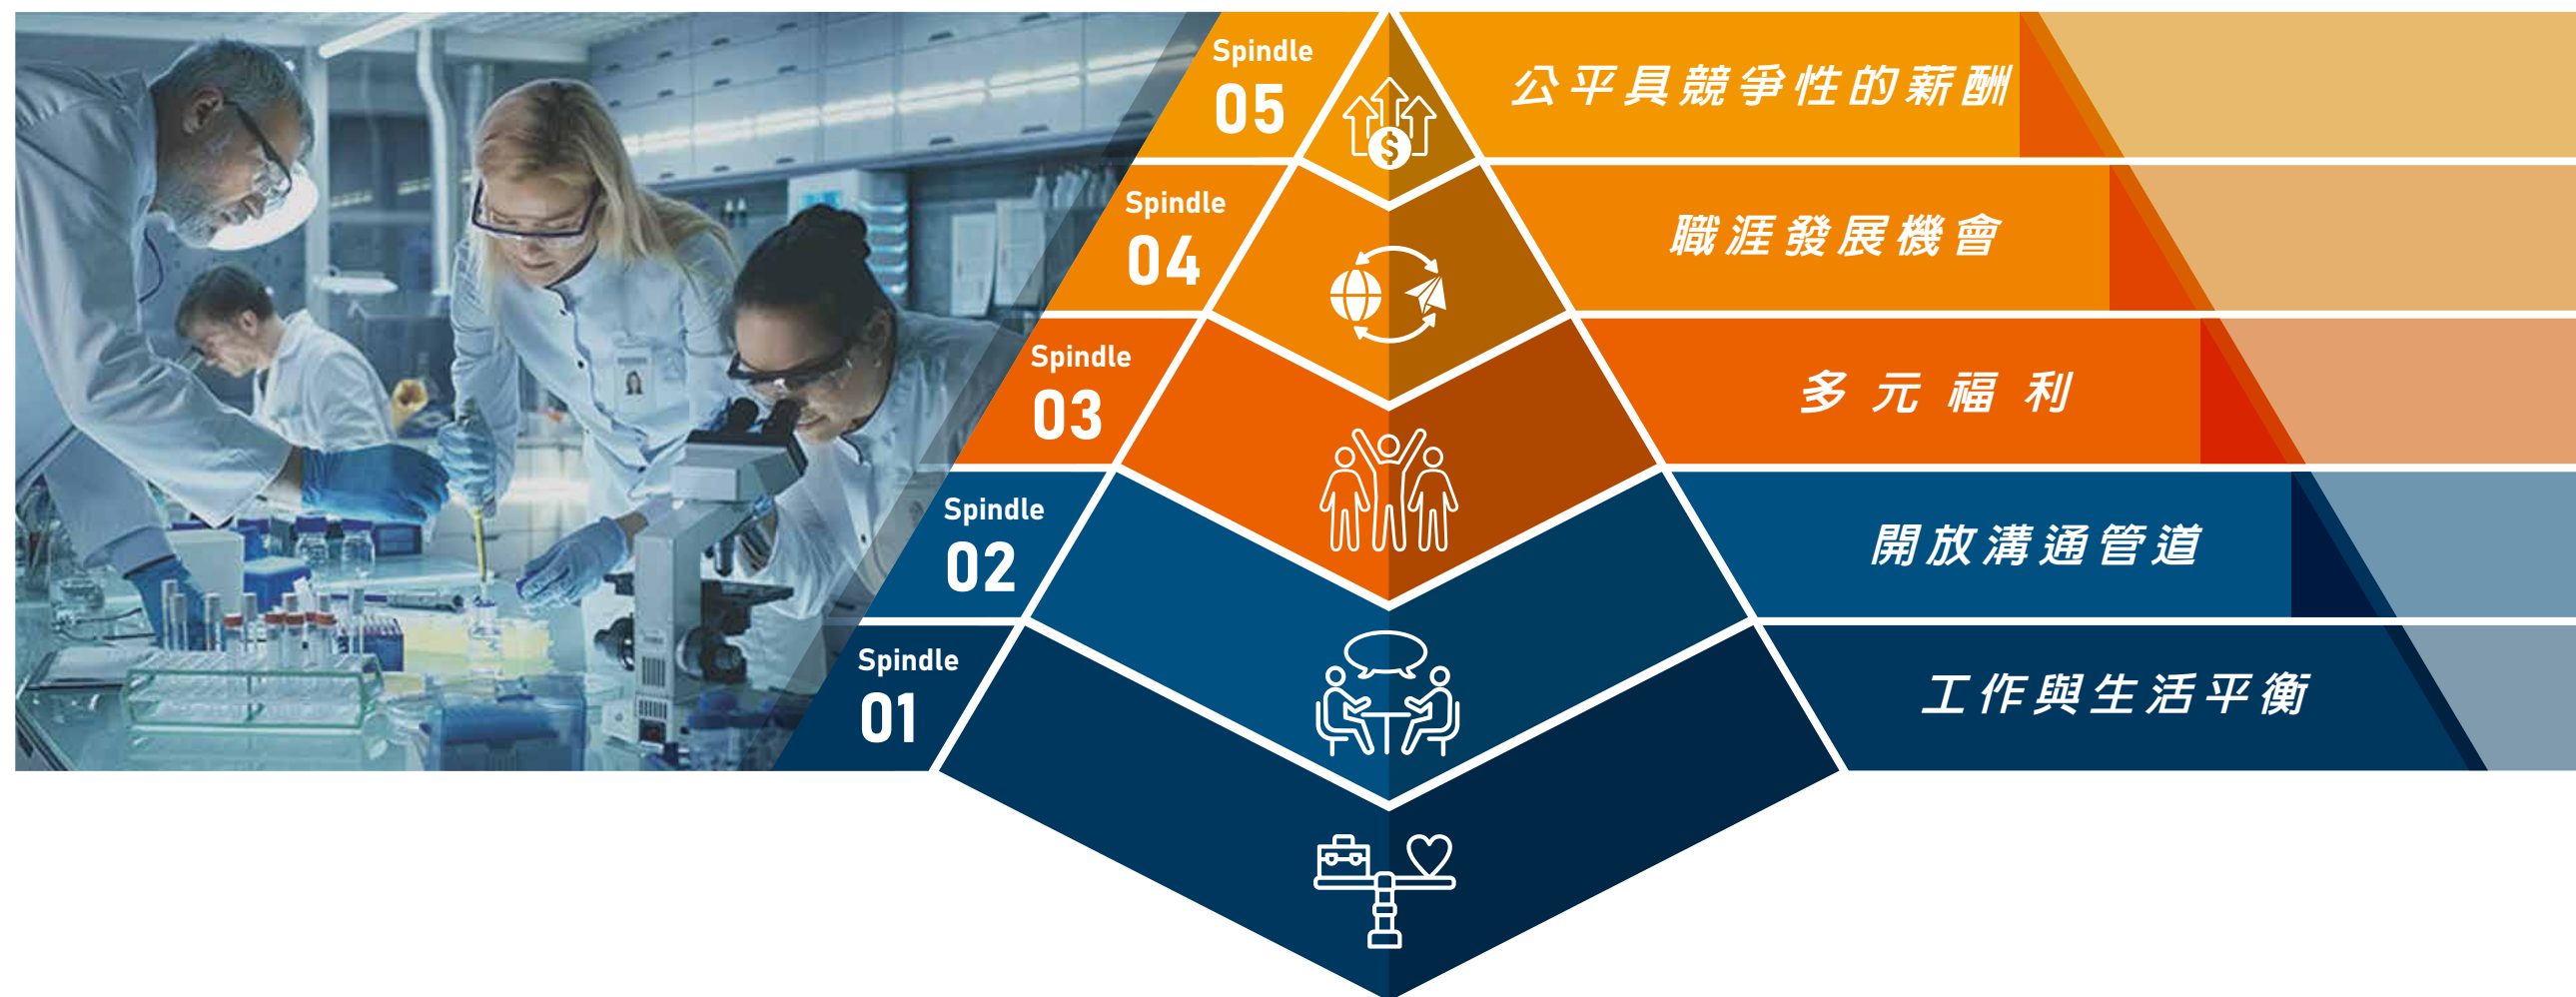 Spindle
05
公平具競爭性的薪酬
Spindle
04
職涯發展機會
Spindle
03
多元福利
Spindle
02
開放溝通管道
Spindle
01
工作與生活平衡
$